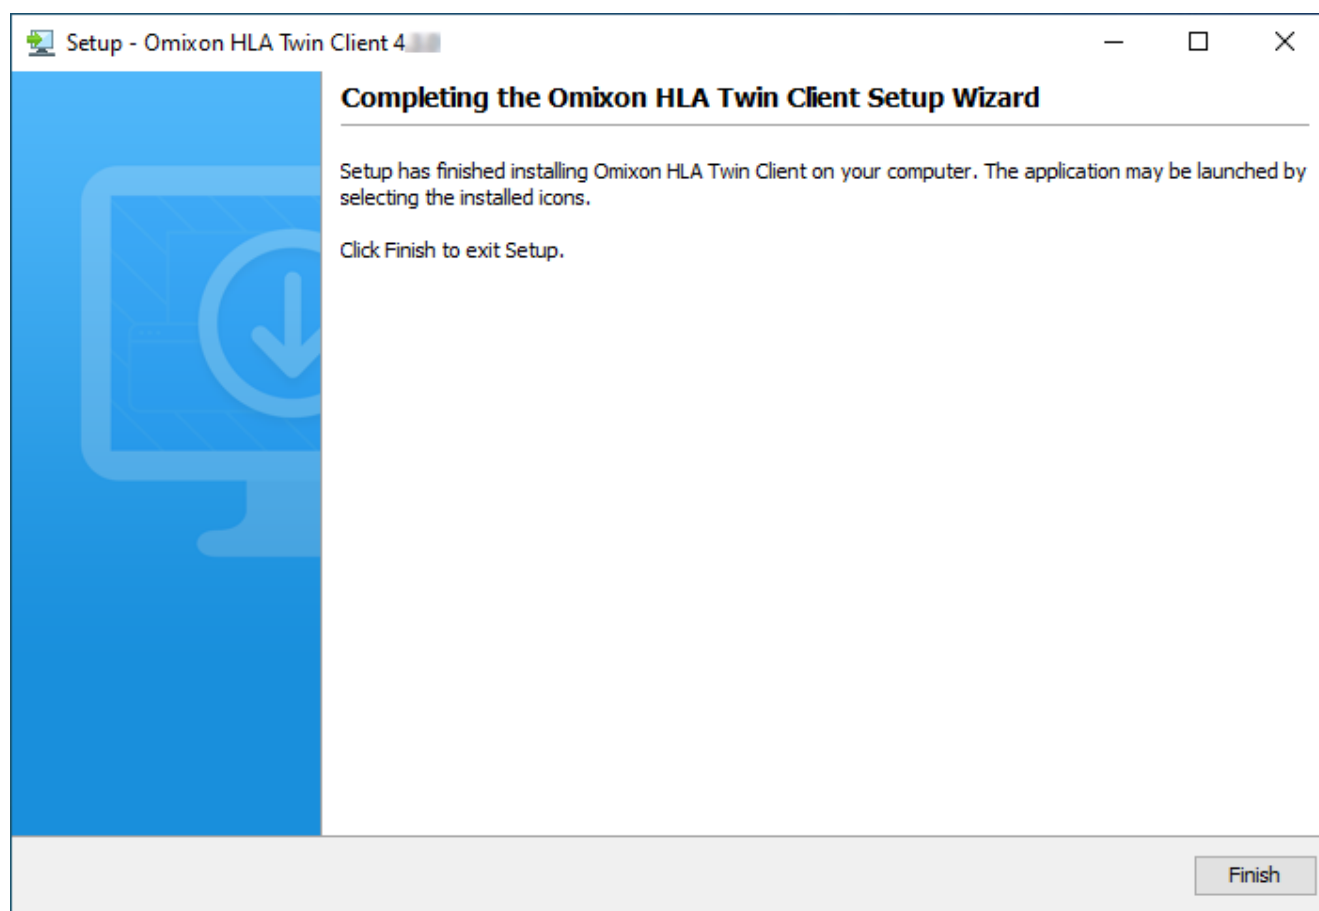 Setup - Omixon HLA Twin Client 4
Completing the Omixon HLA Twin Client Setup Wizard
Setup has finished installing Omixon HLA Twin Client on your computer. The application may be launched by
selecting the installed icons.
Click Finish to exit Setup.
Finish